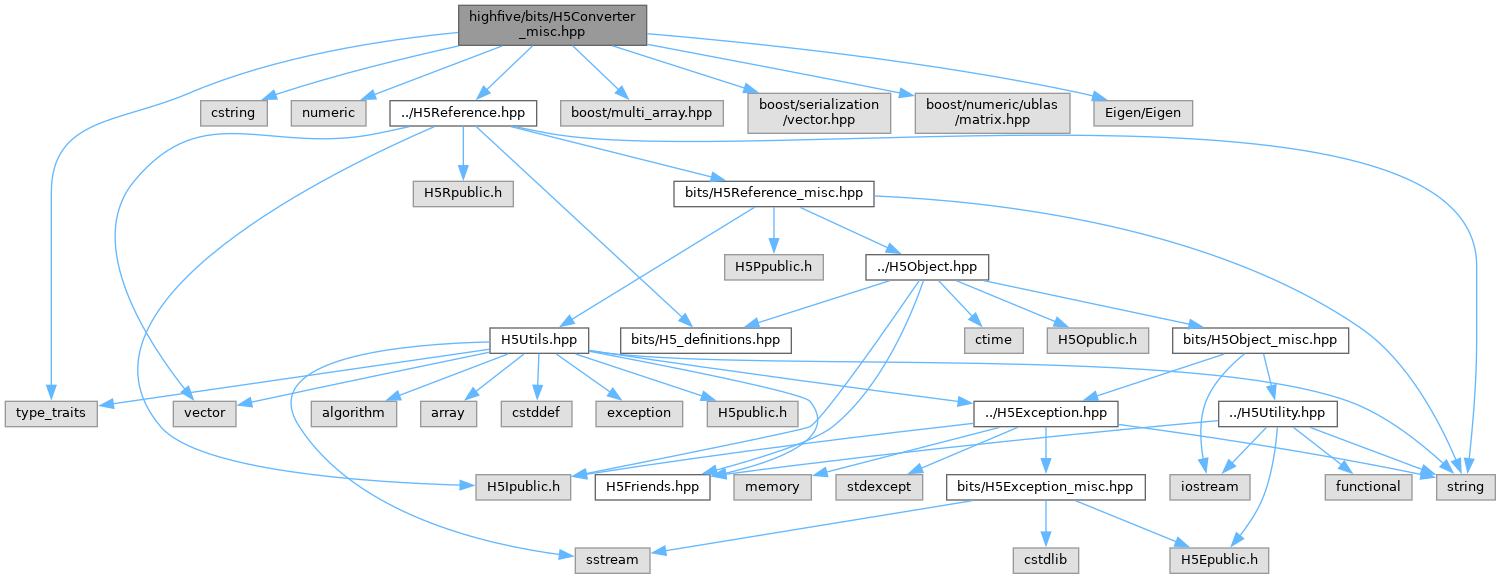 highfive/bits/H5Converter
_misc.hpp
cstring
numeric
../H5Reference.hpp
boost/multi_array.hpp
boost/serialization
/vector.hpp
boost/numeric/ublas
/matrix.hpp
Eigen/Eigen
H5Rpublic.h
bits/H5Reference_misc.hpp
H5Ppublic.h
../H5Object.hpp
H5Utils.hpp
bits/H5_definitions.hpp
ctime
H5Opublic.h
bits/H5Object_misc.hpp
type_traits
vector
algorithm
array
cstddef
exception
H5public.h
../H5Exception.hpp
../H5Utility.hpp
H5Ipublic.h
H5Friends.hpp
memory
stdexcept
bits/H5Exception_misc.hpp
iostream
functional
string
sstream
cstdlib
H5Epublic.h